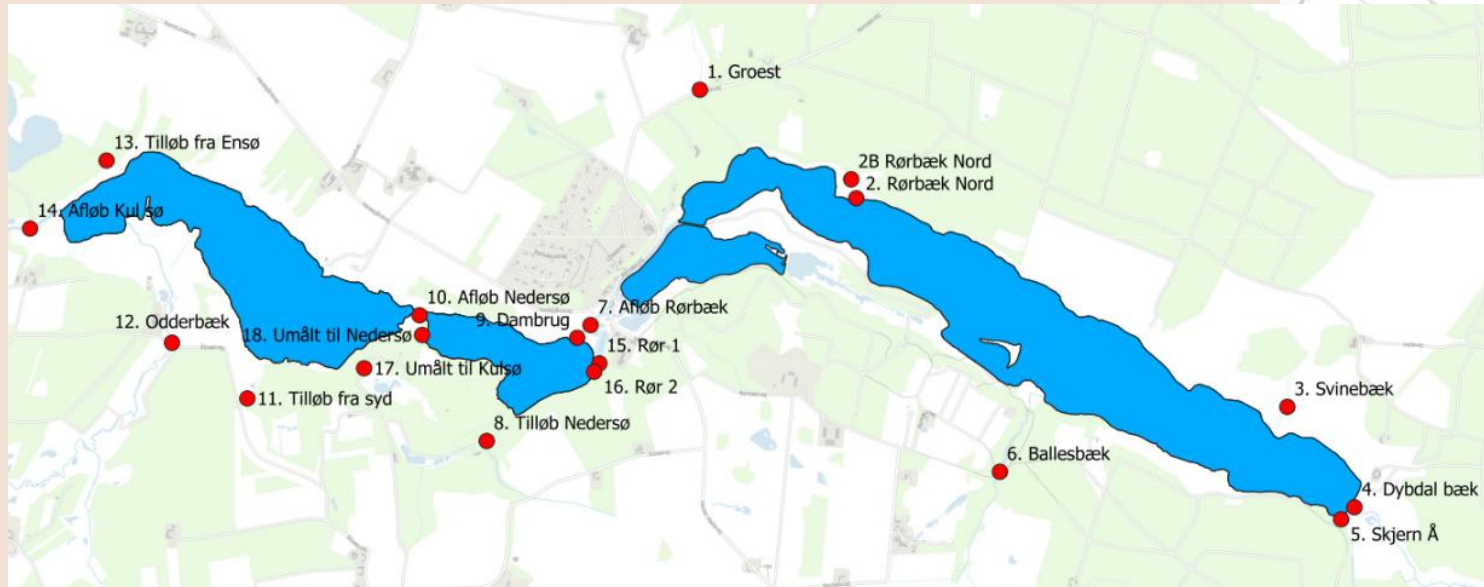 1. Groest
13. Tilløb fra Ensø
2B Rørbæk Nord
2. Rørbæk Nord
14. Afløb Kul sø
10. Afløb Nedersø
7. Afløb Rørbæk
12. Odderbæk
9. Dambrug
18. Umålt til Nedersø
15. Rør 1
17. Umålt til Kulsø
16. Rør 2
11. Tilløb fra syd
3. Svinebæk
8. Tilløb Nedersø
6. Ballesbæk
4. Dybdal bæk
5. Skjern Å